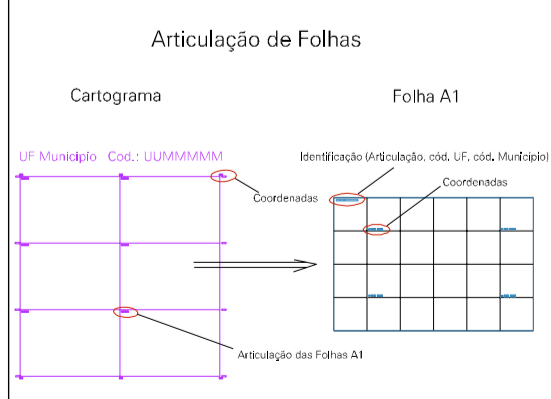 Articulação de Folhas
Cartograma
Folha A1
UF Municipio Cod.: UUMMMMM
Identificação (Articulação, cód. UF, cód. Município)
Coordenadas
Coordenadas
Articulação das Folhas A1